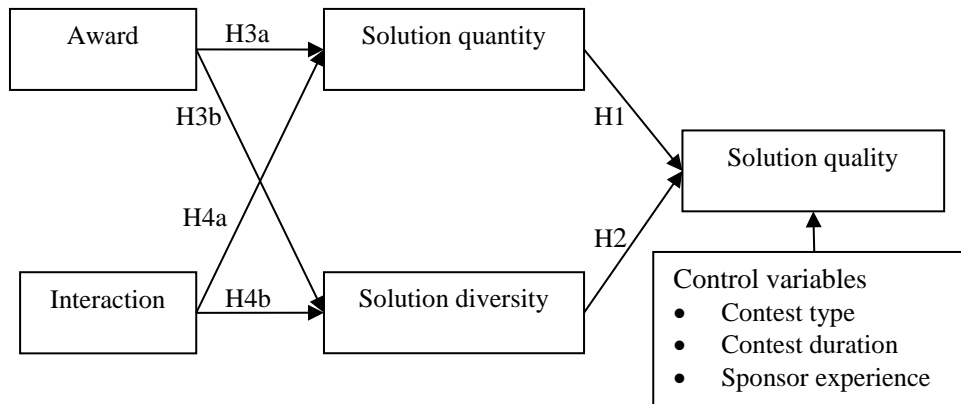 Award
H3a
Solution quantity
H3b
H1
Solution quality
H4a
H2
Interaction
H4b
Solution diversity
Control variables
• Contest type
• Contest duration
• Sponsor experience